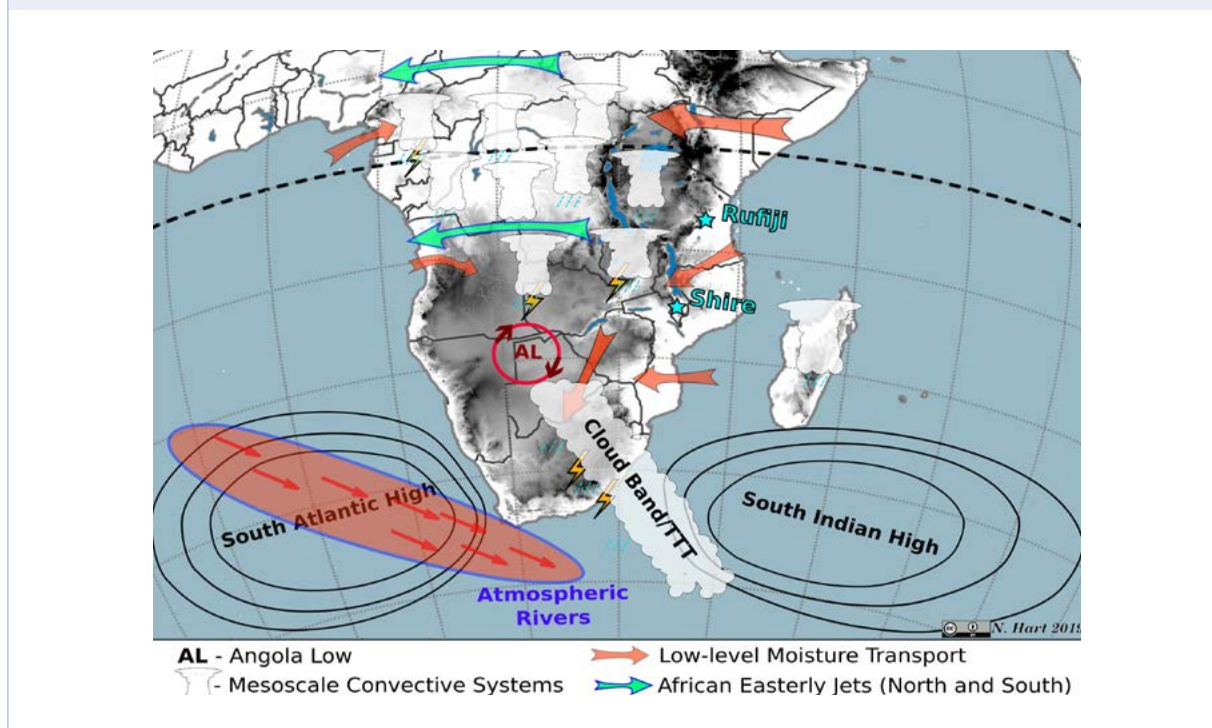 Rufiji
Shire
AL
Cloud Band/TTT
South Atlantic High
South Indian High
Atmospheric
Rivers
N. Hart 2019
AL - Angola Low
Low-level Moisture Transport
- Mesoscale Convective Systems
African Easterly Jets (North and South)